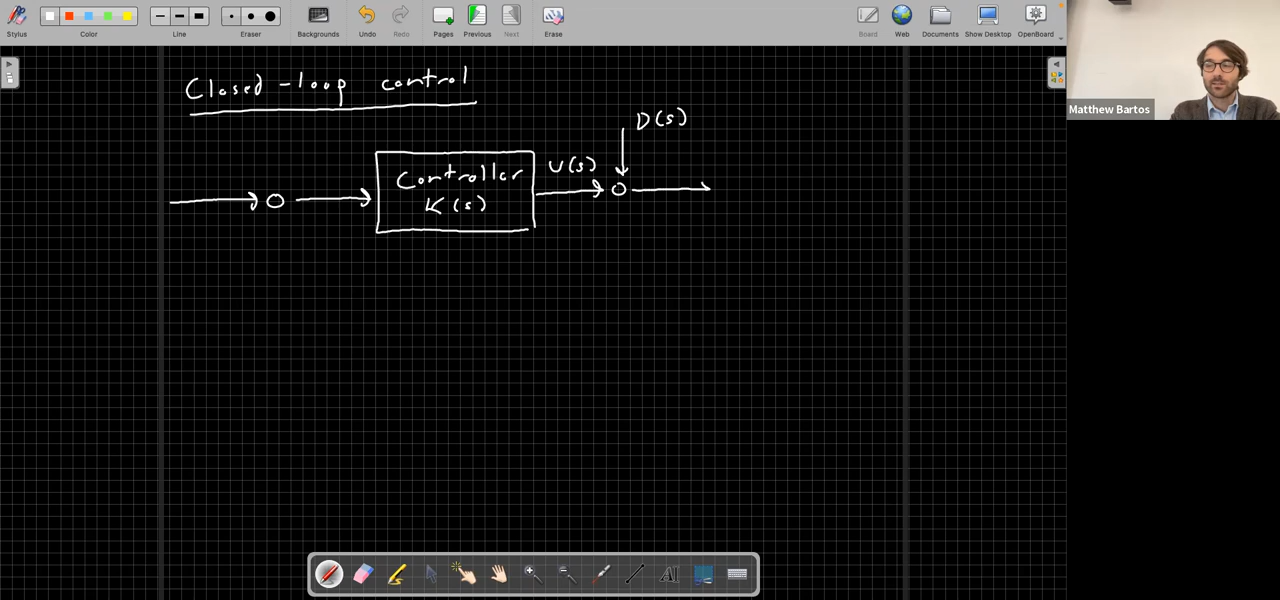 Stylus Color Line Eraser Backgrounds Undo Redo Pages Previous Next Erase Board Web Documents Show Desktop OpenBoard
Matthew Bartos
Closed-loop control
D(s)
U(s)
Controller
K(s)